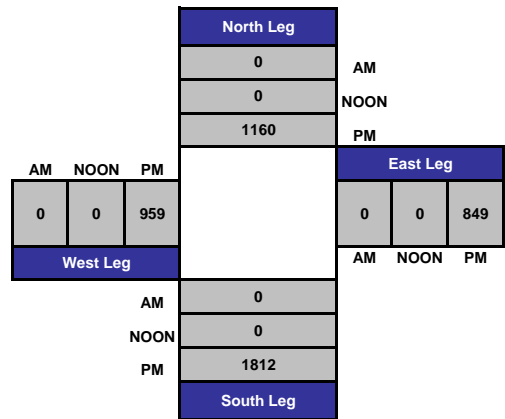 North Leg
0 AM
0 NOON
1160 PM
AM NOON PM
East Leg
0 0 959
0 0 849
West Leg
AM NOON PM
AM 0
NOON 0
PM 1812
South Leg